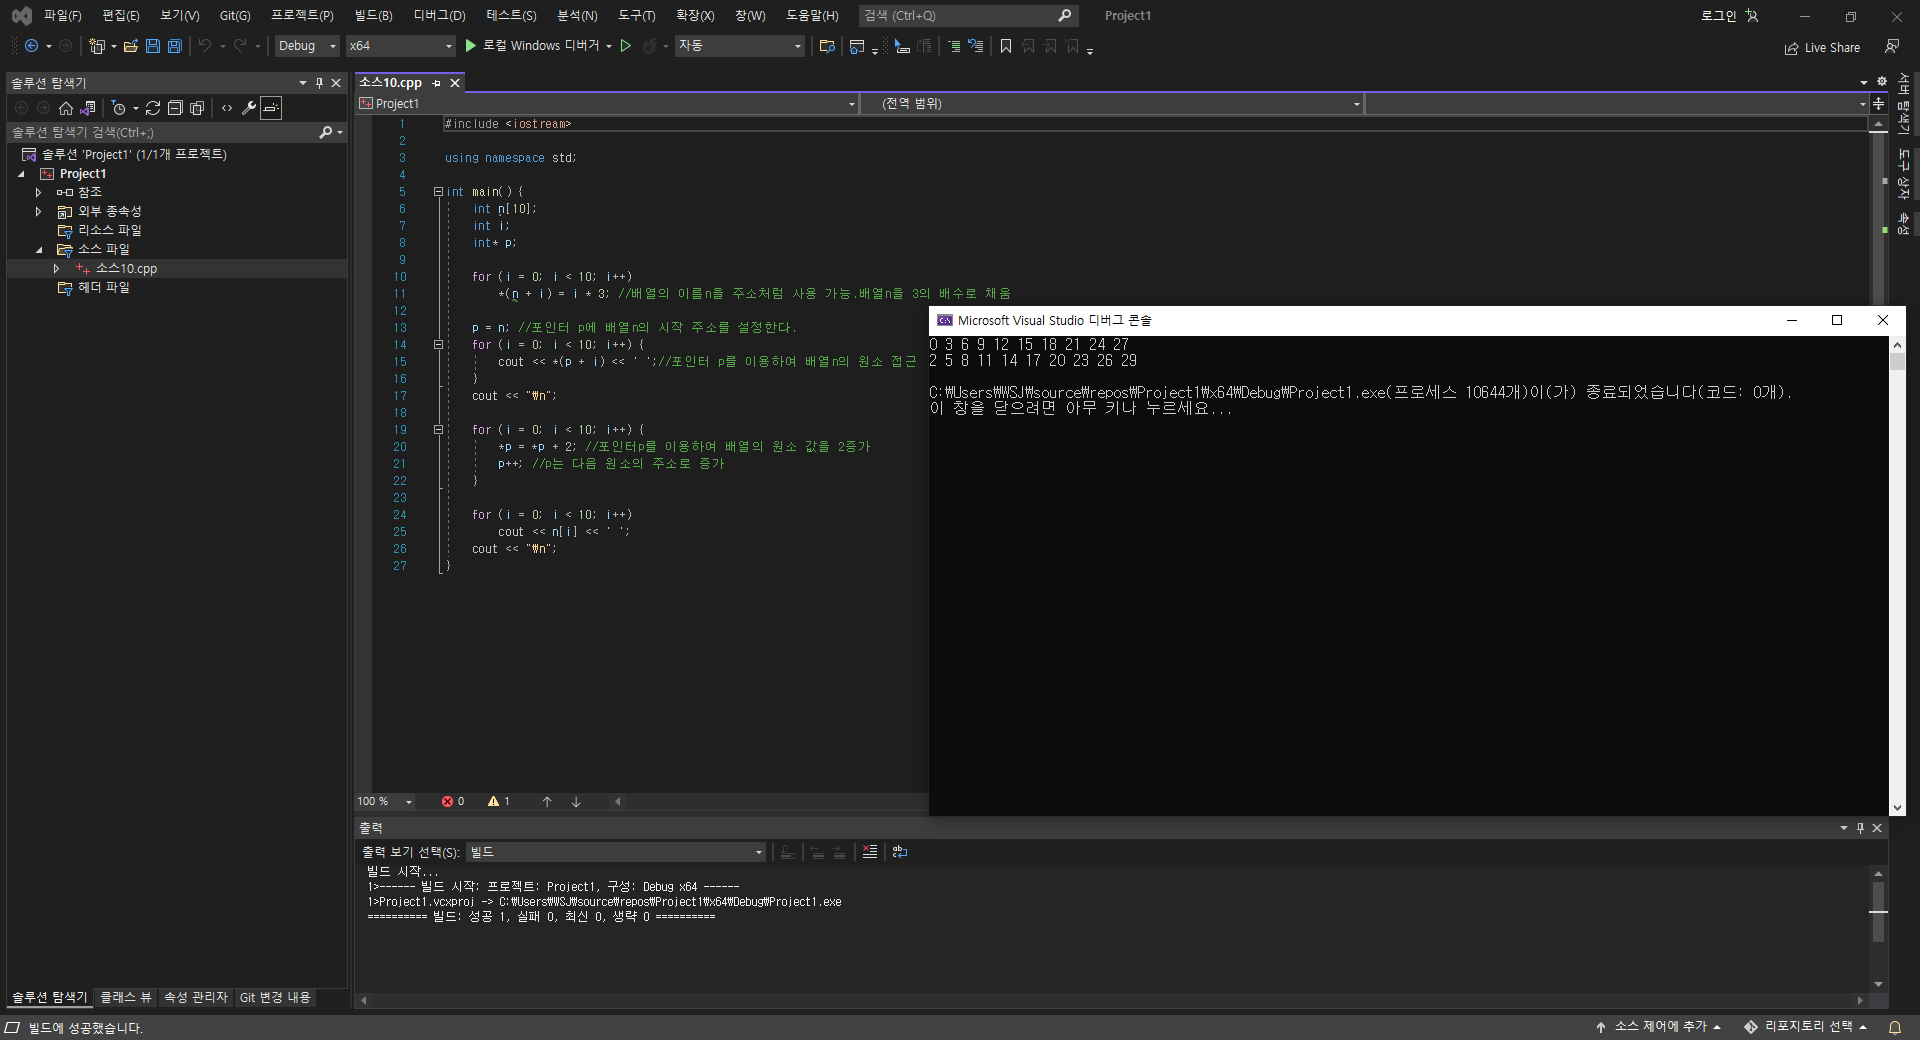 파일(F) 편집(E) 보기(V) Git(G) 프로젝트(P) 빌드(B) 디버그(D) 테스트(S) 분석(N) 도구(T) 확장(X) 창(W) 도움말(H) 검색 (Ctrl+Q) Project1 로그인
Debug x64 로컬 Windows 디버거 자동 Live Share
솔루션 탐색기
솔루션 탐색기 검색(Ctrl+;)
솔루션 'Project1' (1/1개 프로젝트)
Project1
참조
외부 종속성
리소스 파일
소스 파일
소스10.cpp
헤더 파일
솔루션 탐색기 클래스 뷰 속성 관리자 Git 변경 내용
소스10.cpp
Project1 (전역 범위)
1 #include <iostream>
2
3 using namespace std;
4
5 int main() {
6 int n[10];
7 int i;
8 int* p;
9
10 for (i = 0; i < 10; i++)
11 *(n + i) = i * 3; //배열의 이름n을 주소처럼 사용 가능.배열n을 3의 배수로 채움
12
13 p = n; //포인터 p에 배열n의 시작 주소를 설정한다.
14 for (i = 0; i < 10; i++) {
15 cout << *(p + i) << ' ';//포인터 p를 이용하여 배열n의 원소 접근
16 }
17 cout << "₩n";
18
19 for (i = 0; i < 10; i++) {
20 *p = *p + 2; //포인터p를 이용하여 배열의 원소 값을 2증가
21 p++; //p는 다음 원소의 주소로 증가
22 }
23
24 for (i = 0; i < 10; i++)
25 cout << n[i] << ' ';
26 cout << "₩n";
27 }
100 % 0 1
Microsoft Visual Studio 디버그 콘솔
0 3 6 9 12 15 18 21 24 27
2 5 8 11 14 17 20 23 26 29
C:₩Users₩WSJ₩source₩repos₩Project1₩x64₩Debug₩Project1.exe(프로세스 10644개)이(가) 종료되었습니다(코드: 0개).
이 창을 닫으려면 아무 키나 누르세요...
서버 탐색기
도구 상자
속성
출력
출력 보기 선택(S): 빌드
빌드 시작...
1>------ 빌드 시작: 프로젝트: Project1, 구성: Debug x64 ------
1>Project1.vcxproj -> C:₩Users₩WSJ₩source₩repos₩Project1₩x64₩Debug₩Project1.exe
========== 빌드: 성공 1, 실패 0, 최신 0, 생략 0 ==========
빌드에 성공했습니다. 소스 제어에 추가 리포지토리 선택